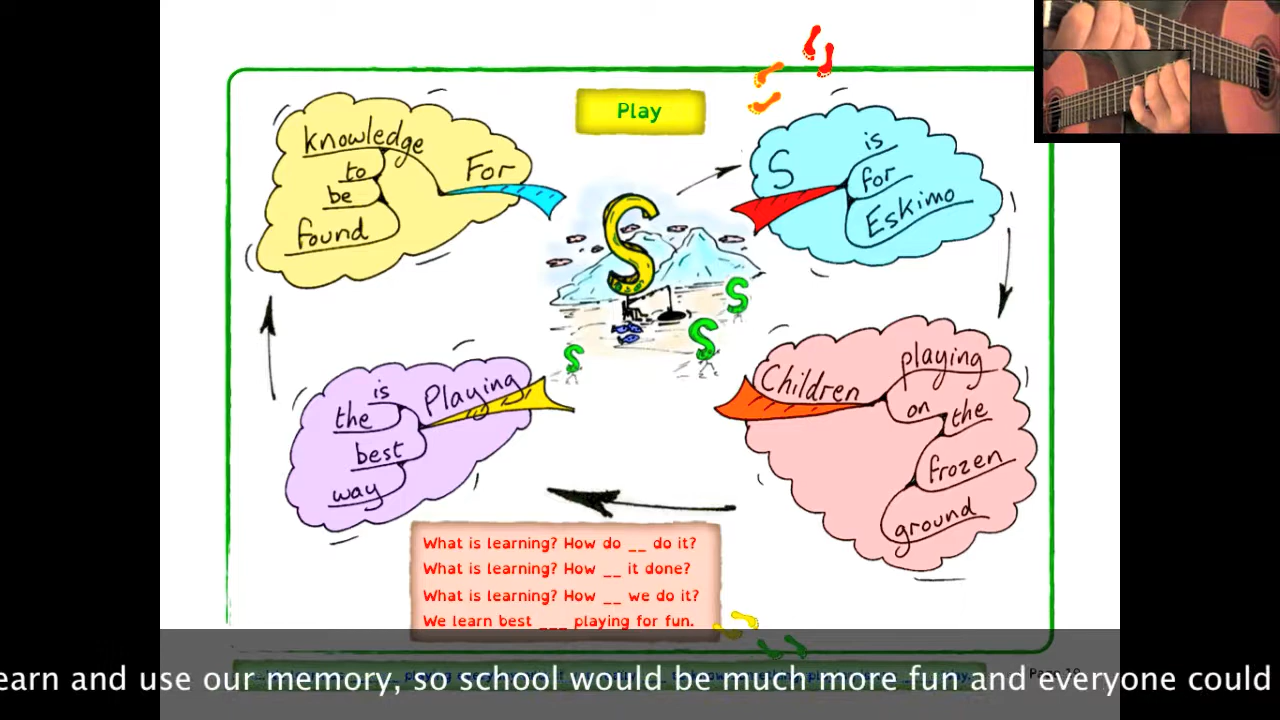 Play
S
is
for
Eskimo
Children
playing
on the
frozen
ground
Playing
is
the
best
way
For
knowledge
to
be
found
What is learning? How do __ do it?
What is learning? How __ it done?
What is learning? How __ we do it?
We learn best ___ playing for fun.
earn and use our memory, so school would be much more fun and everyone could